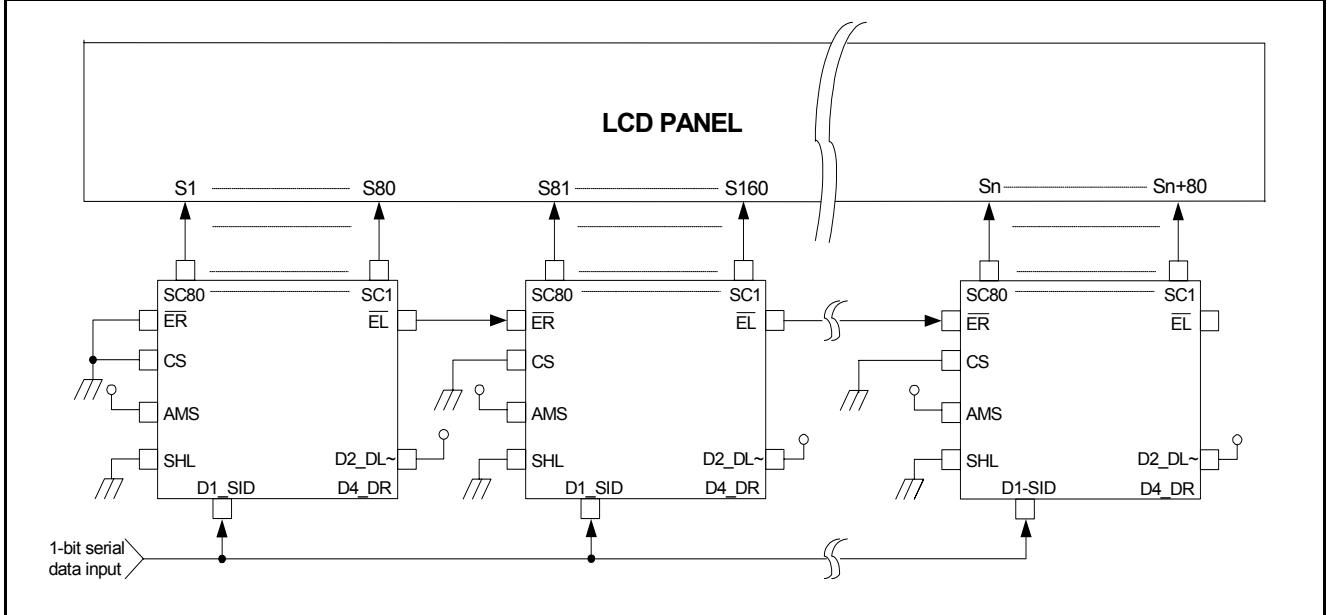 LCD PANEL
S1 S80 S81 S160 Sn Sn+80
SC80 SC1 SC80 SC1 SC80 SC1
ER EL ER EL ER EL
CS CS CS
AMS AMS AMS
SHL D2_DL~ SHL D2_DL~ SHL D2_DL~
D1_SID D4_DR D1_SID D4_DR D1-SID D4_DR
1-bit serial
data input